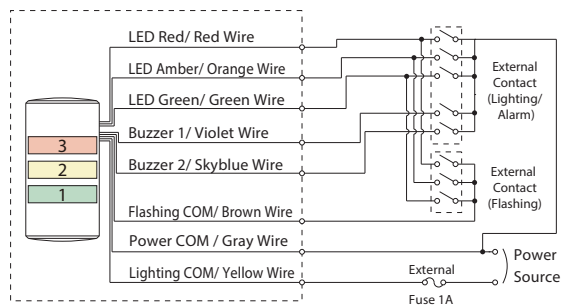 LED Red/ Red Wire
LED Amber/ Orange Wire
LED Green/ Green Wire
Buzzer 1/ Violet Wire
Buzzer 2/ Skyblue Wire
Flashing COM/ Brown Wire
Power COM / Gray Wire
Lighting COM/ Yellow Wire
3
2
1
External
Contact
(Lighting/
Alarm)
External
Contact
(Flashing)
Power
Source
External
Fuse 1A